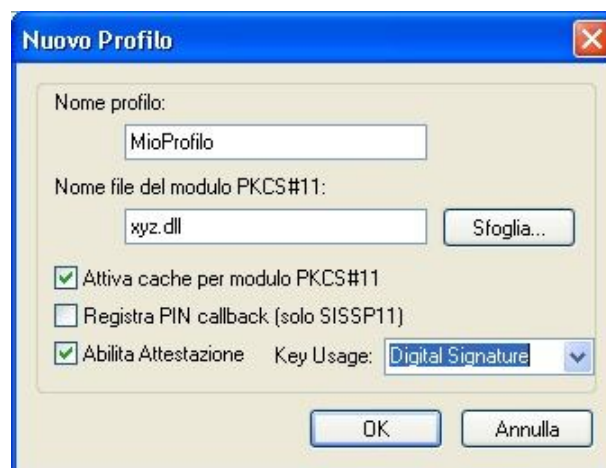 Nuovo Profilo
Nome profilo:
MioProfilo
Nome file del modulo PKCS#11:
xyz.dll
Sfoglia...
Attiva cache per modulo PKCS#11
Registra PIN callback (solo SISSP11)
Abilita Attestazione Key Usage: Digital Signature
OK Annulla